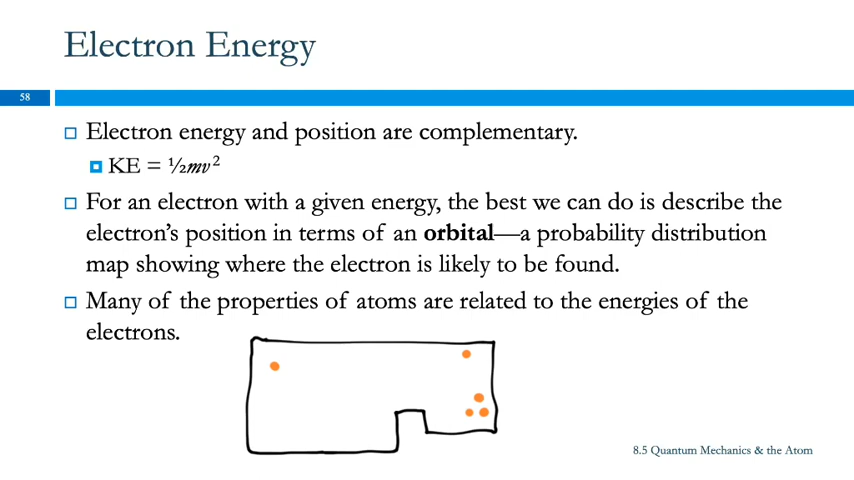 Electron Energy
58
Electron energy and position are complementary.
KE = ½mv²
For an electron with a given energy, the best we can do is describe the
electron’s position in terms of an orbital—a probability distribution
map showing where the electron is likely to be found.
Many of the properties of atoms are related to the energies of the
electrons.
8.5 Quantum Mechanics & the Atom